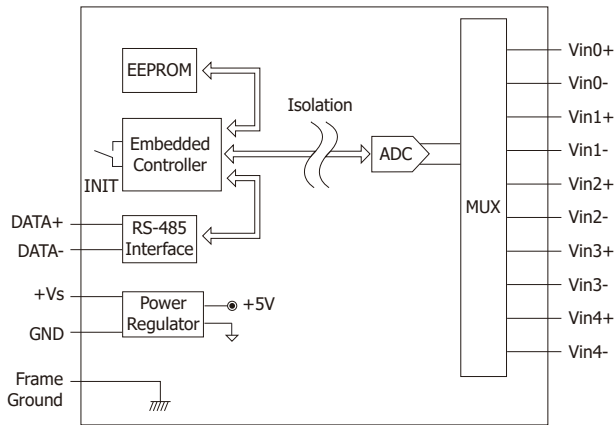 EEPROM
Isolation
Embedded
Controller
INIT
ADC
MUX
DATA+
DATA-
RS-485
Interface
+Vs
GND
Power
Regulator
+5V
Frame
Ground
Vin0+
Vin0-
Vin1+
Vin1-
Vin2+
Vin2-
Vin3+
Vin3-
Vin4+
Vin4-